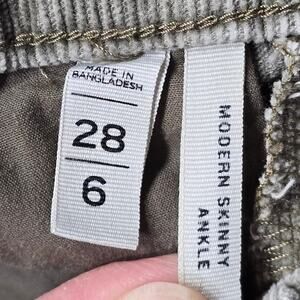 MADE IN
BANGLADESH
28
6
MODERN SKINNY
ANKLE